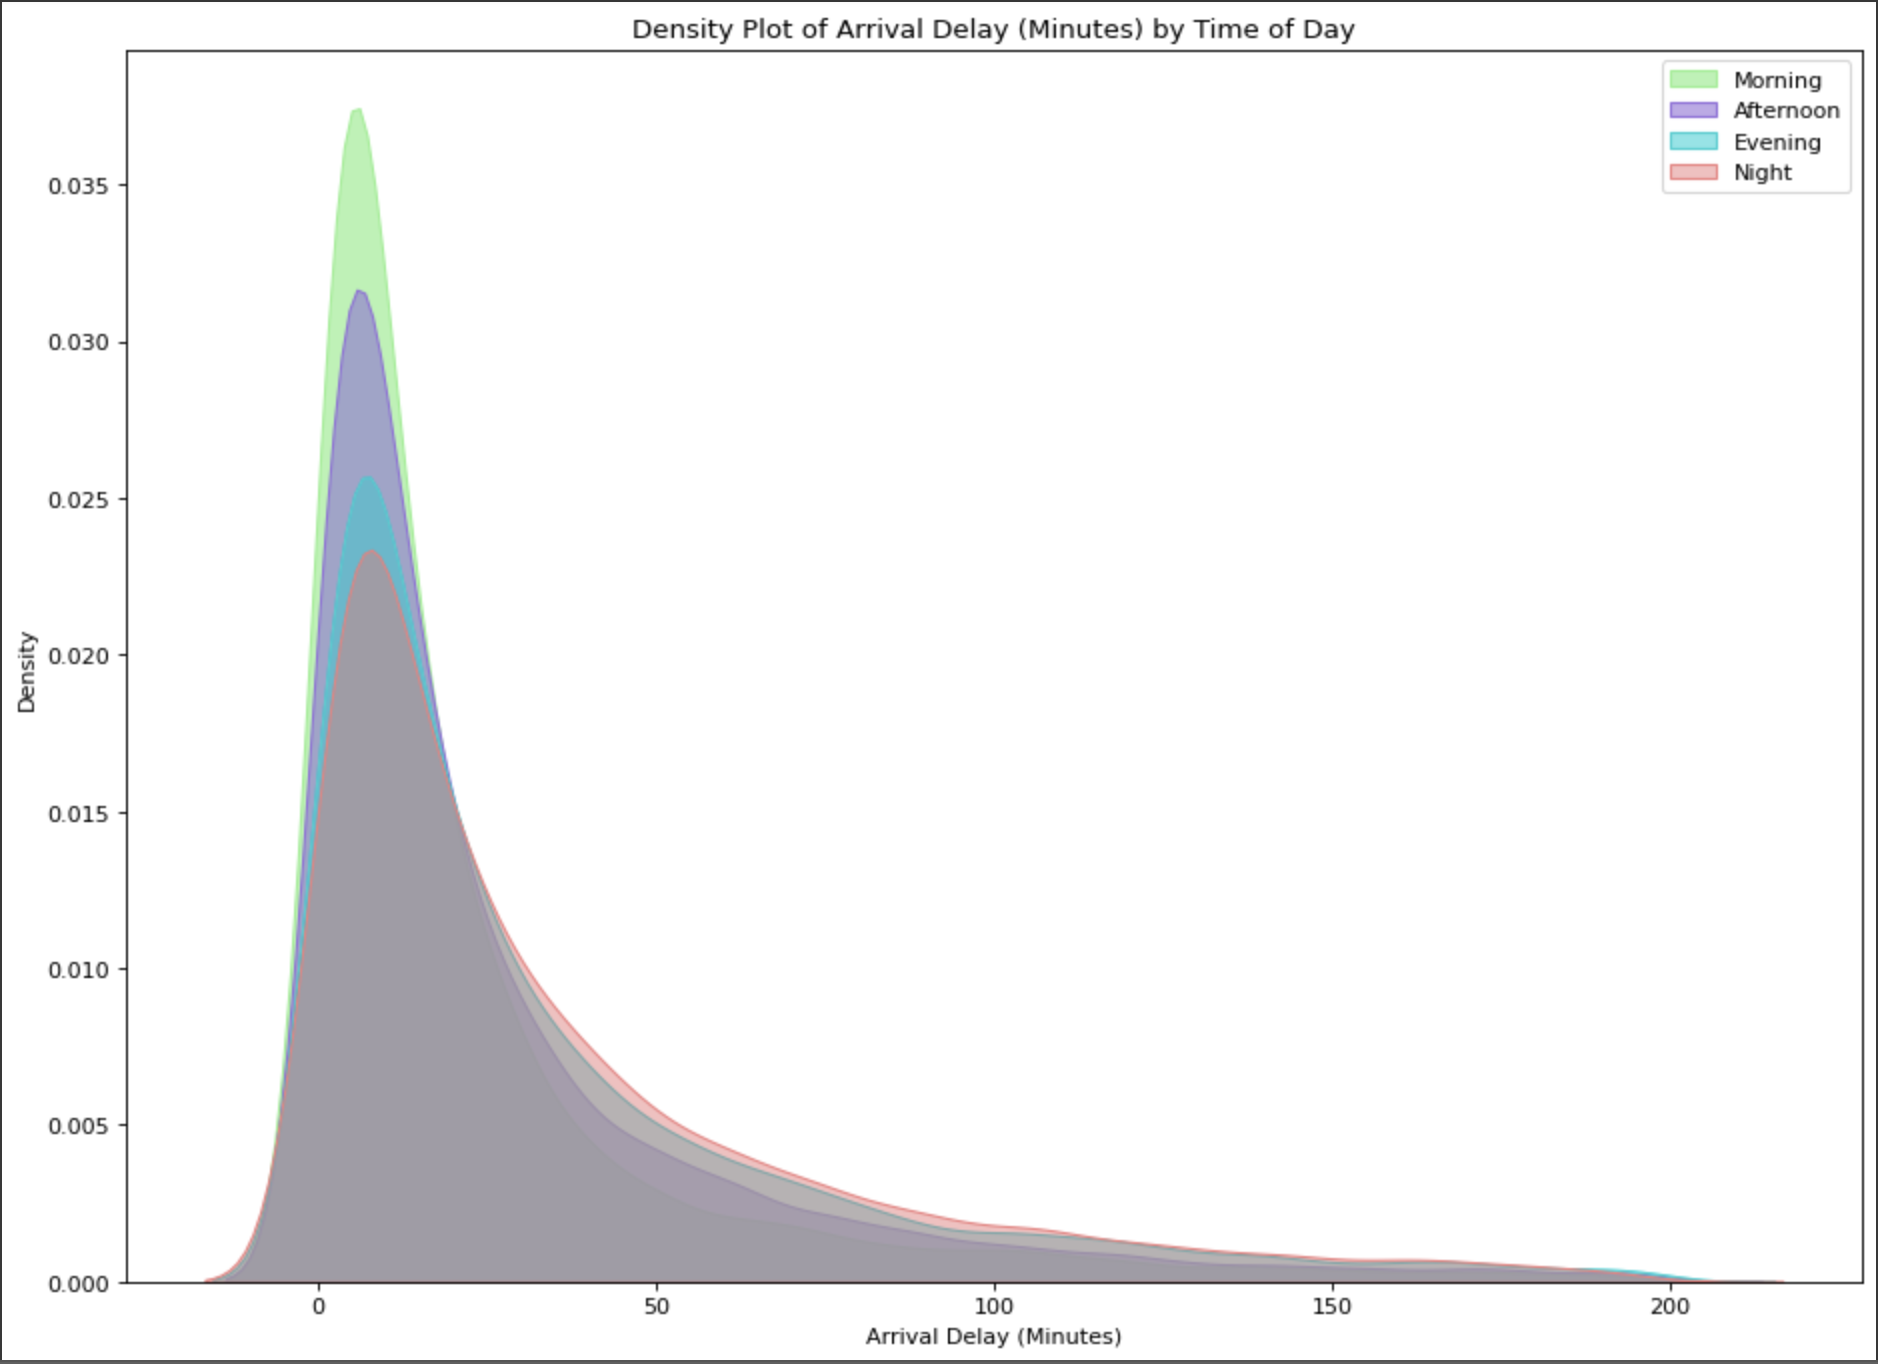 Density Plot of Arrival Delay (Minutes) by Time of Day
Morning
Afternoon
Evening
Night
0.035
0.030
0.025
0.020
0.015
0.010
0.005
0.000
Density
0 50 100 150 200
Arrival Delay (Minutes)